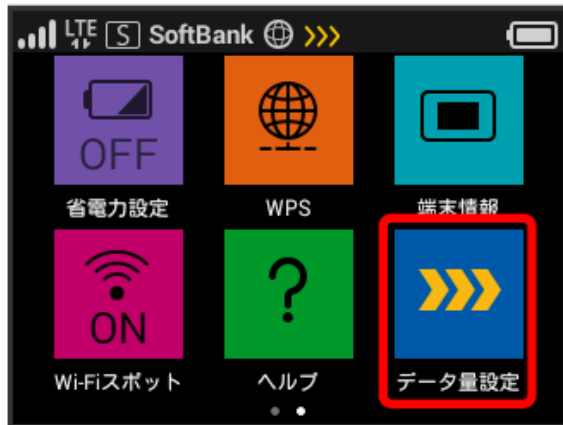 LTE S SoftBank
OFF
省電力設定 WPS 端末情報
ON ?
Wi-Fiスポット ヘルプ データ量設定